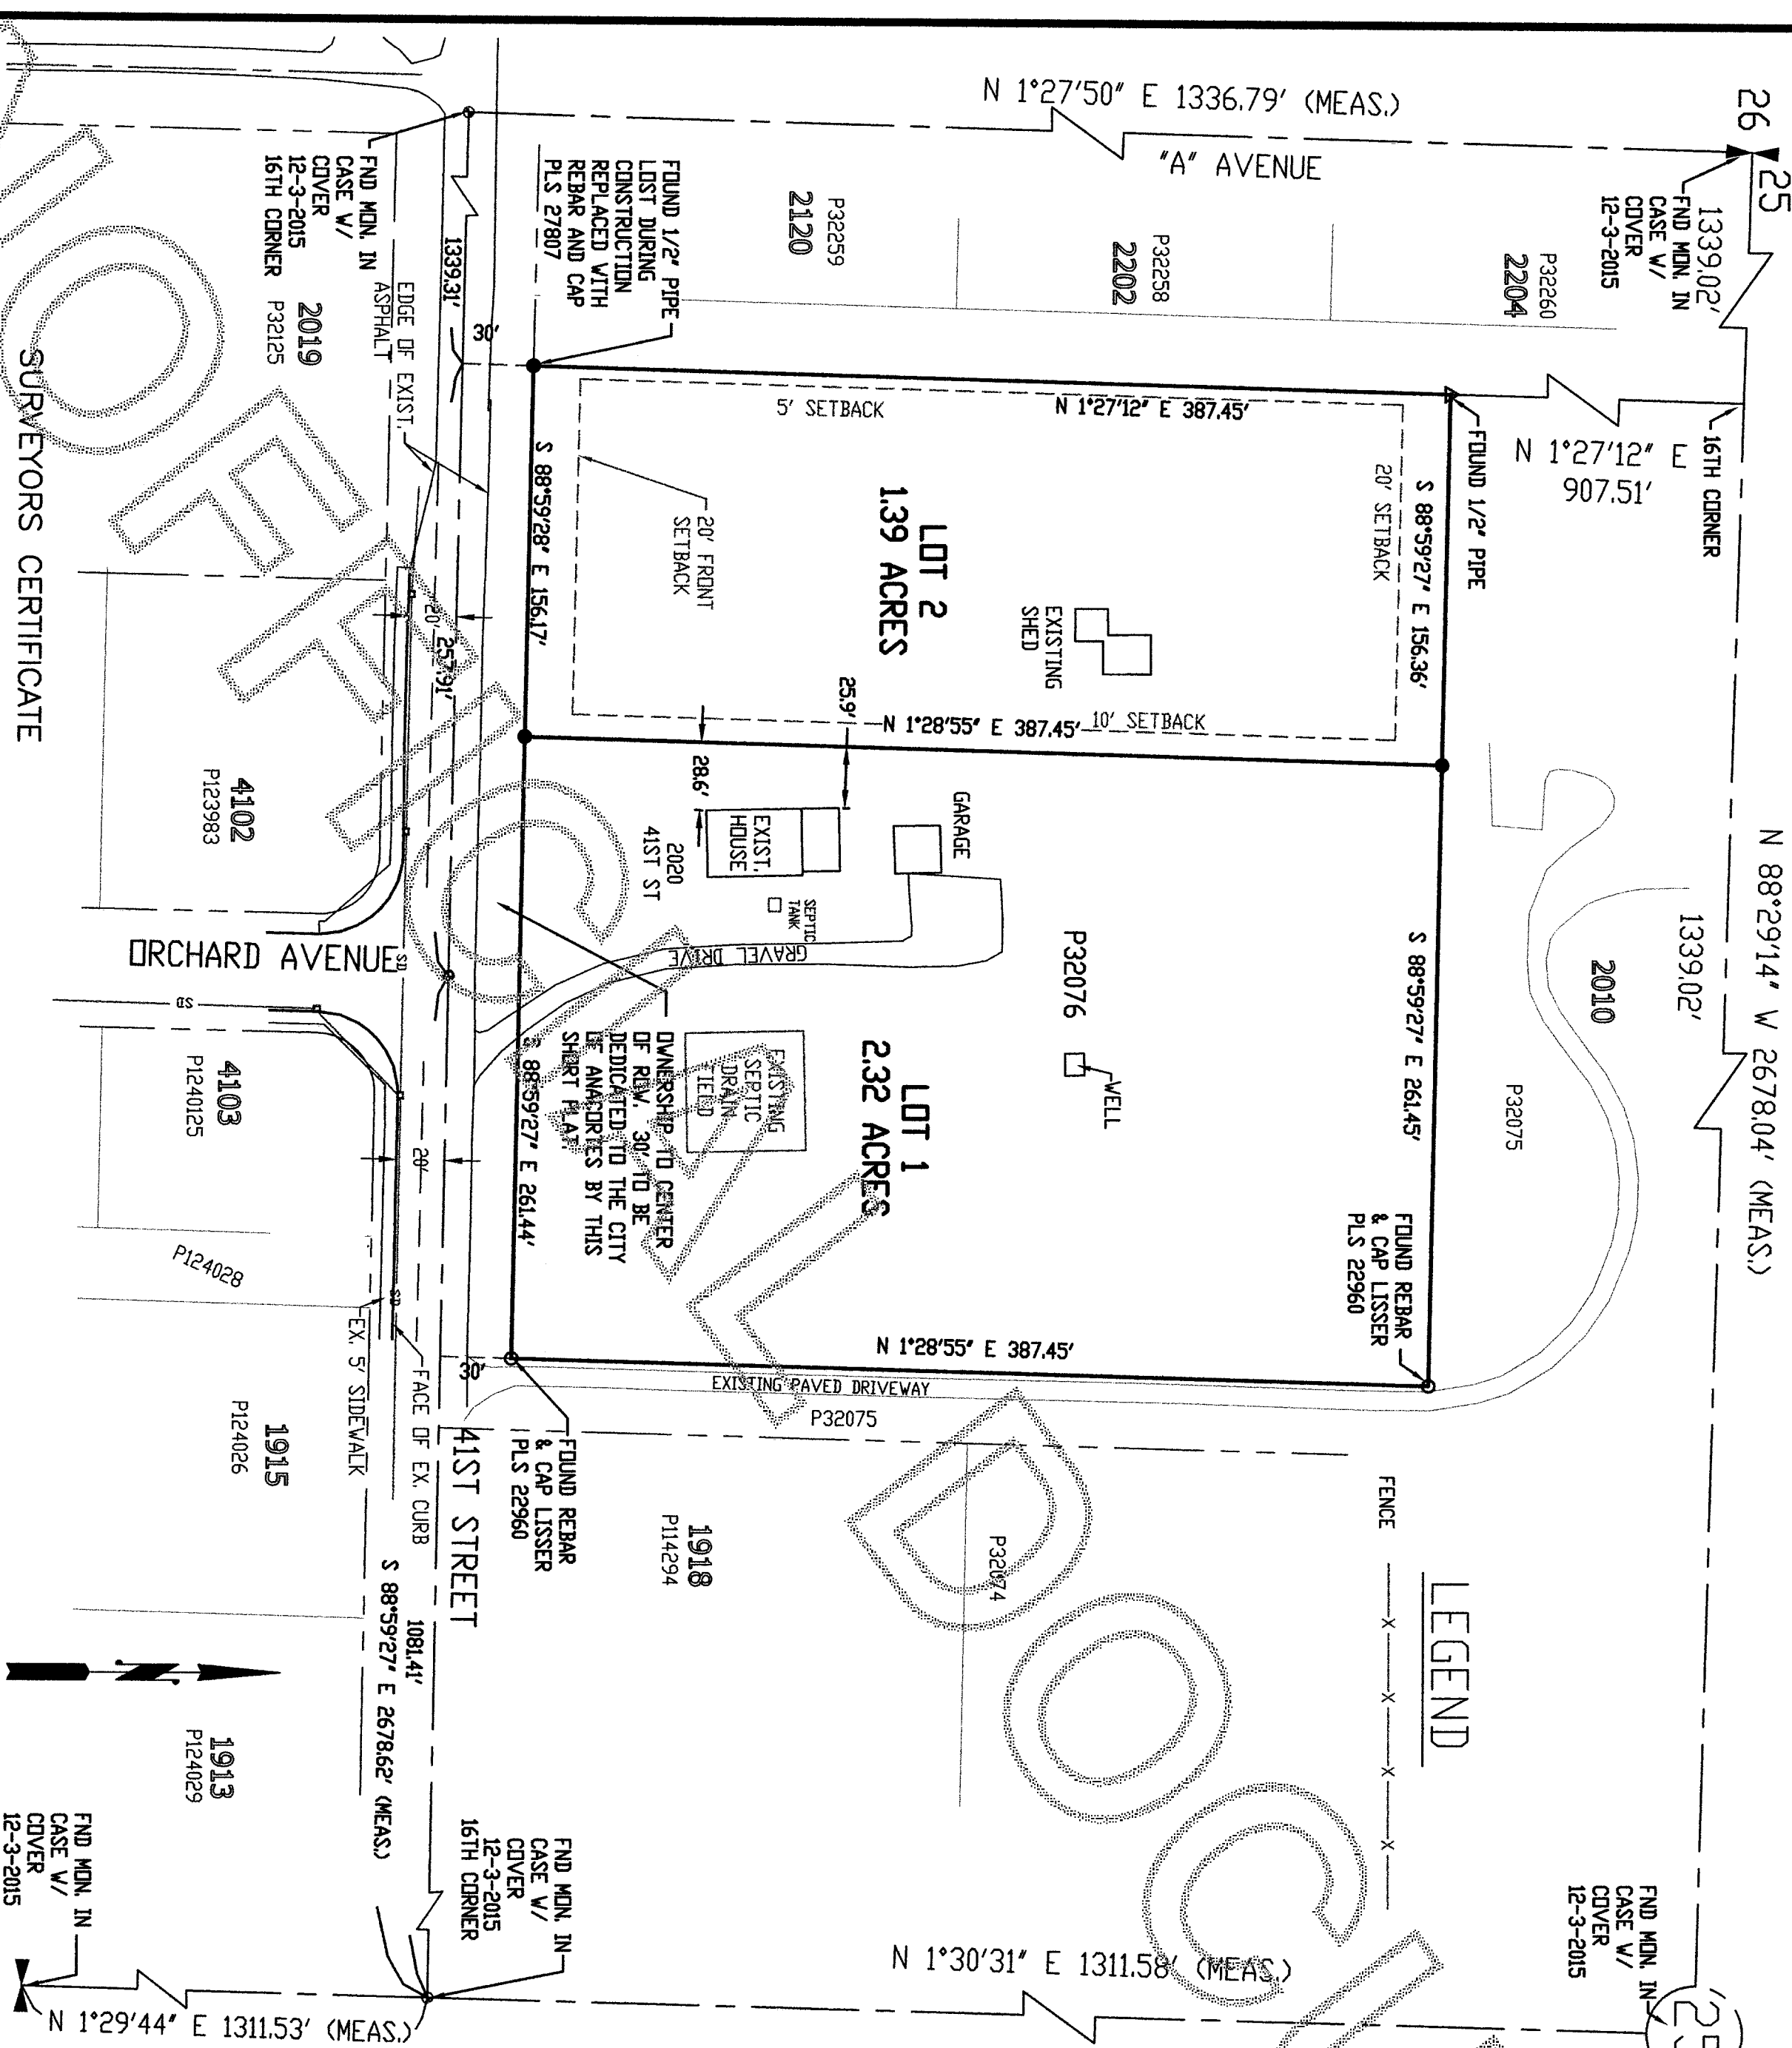 26
25
FND MON. IN
CASE W/
COVER
12-3-2015
1339.02'
N 1°27'50" E 1336.79' (MEAS.)
"A" AVENUE
P32260
2204
P32258
2202
P32259
2120
16TH CORNER
N 1°27'12" E
907.51'
N 88°29'14" W 2678.04' (MEAS.)
1339.02'
FOUND 1/2" PIPE
FOUND 1/2" PIPE
LOST DURING
CONSTRUCTION
REPLACED WITH
REBAR AND CAP
PLS 27807
FND MON. IN
CASE W/
COVER
12-3-2015
16TH CORNER
1339.31'
30'
EDGE OF EXIST.
ASPHALT
2019
P32125
S 88°59'27" E 156.36'
20' SETBACK
N 1°27'12" E 387.45'
5' SETBACK
LOT 2
1.39 ACRES
20' FRONT
SETBACK
EXISTING
SHED
S 88°59'28" E 156.17'
N 1°28'55" E 387.45'
10' SETBACK
25.9'
28.6'
20'
257.91'
4102
P123983
GARAGE
EXIST.
HOUSE
2020
41ST ST
SEPTIC
TANK
GRAVEL DRIVE
S 88°59'27" E 261.45'
2010
P32075
P32076
WELL
LOT 1
2.32 ACRES
EXISTING
SEPTIC
DRAIN
FIELD
OWNERSHIP TO CENTER
OF ROW. 30' TO BE
DEDICATED TO THE CITY
OF ANACORTES BY THIS
SHORT PLAT.
S 88°59'27" E 261.44'
ORCHARD AVENUE
SD
SD
4103
P124125
20'
P124028
SD
EX. 5' SIDEWALK
FACE OF EX. CURB
FOUND REBAR
& CAP LISSER
PLS 22960
N 1°28'55" E 387.45'
EXISTING PAVED DRIVEWAY
P32075
30'
FOUND REBAR
& CAP LISSER
PLS 22960
41ST STREET
1915
P124026
1918
P114294
P32074
LEGEND
FENCE
X X X X
1081.41'
S 88°59'27" E 2678.62' (MEAS.)
1913
P124029
FND MON. IN
CASE W/
COVER
12-3-2015
16TH CORNER
FND MON. IN
CASE W/
COVER
12-3-2015
FND MON. IN
CASE W/
COVER
12-3-2015
25
N 1°30'31" E 1311.58' (MEAS.)
N 1°29'44" E 1311.53' (MEAS.)
SURVEYORS CERTIFICATE